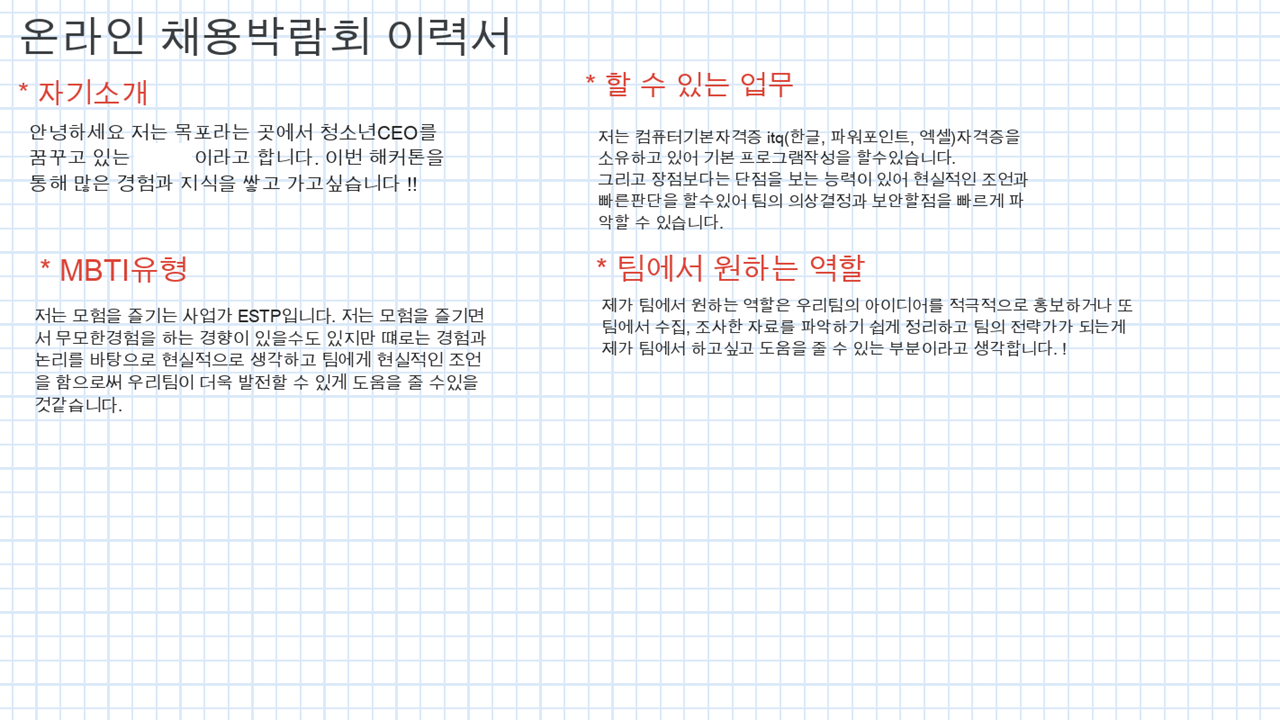 온라인 채용박람회 이력서
* 자기소개
안녕하세요 저는 목포라는 곳에서 청소년CEO를
꿈꾸고 있는 이라고 합니다. 이번 해커톤을
통해 많은 경험과 지식을 쌓고 가고싶습니다 !!
* MBTI유형
저는 모험을 즐기는 사업가 ESTP입니다. 저는 모험을 즐기면
서 무모한경험을 하는 경향이 있을수도 있지만 떄로는 경험과
논리를 바탕으로 현실적으로 생각하고 팀에게 현실적인 조언
을 함으로써 우리팀이 더욱 발전할 수 있게 도움을 줄 수있을
것같습니다.
* 할 수 있는 업무
저는 컴퓨터기본자격증 itq(한글, 파워포인트, 엑셀)자격증을
소유하고 있어 기본 프로그램작성을 할수있습니다.
그리고 장점보다는 단점을 보는 능력이 있어 현실적인 조언과
빠른판단을 할수있어 팀의 의상결정과 보안할점을 빠르게 파
악할 수 있습니다.
* 팀에서 원하는 역할
제가 팀에서 원하는 역할은 우리팀의 아이디어를 적극적으로 홍보하거나 또
팀에서 수집, 조사한 자료를 파악하기 쉽게 정리하고 팀의 전략가가 되는게
제가 팀에서 하고싶고 도움을 줄 수 있는 부분이라고 생각합니다. !